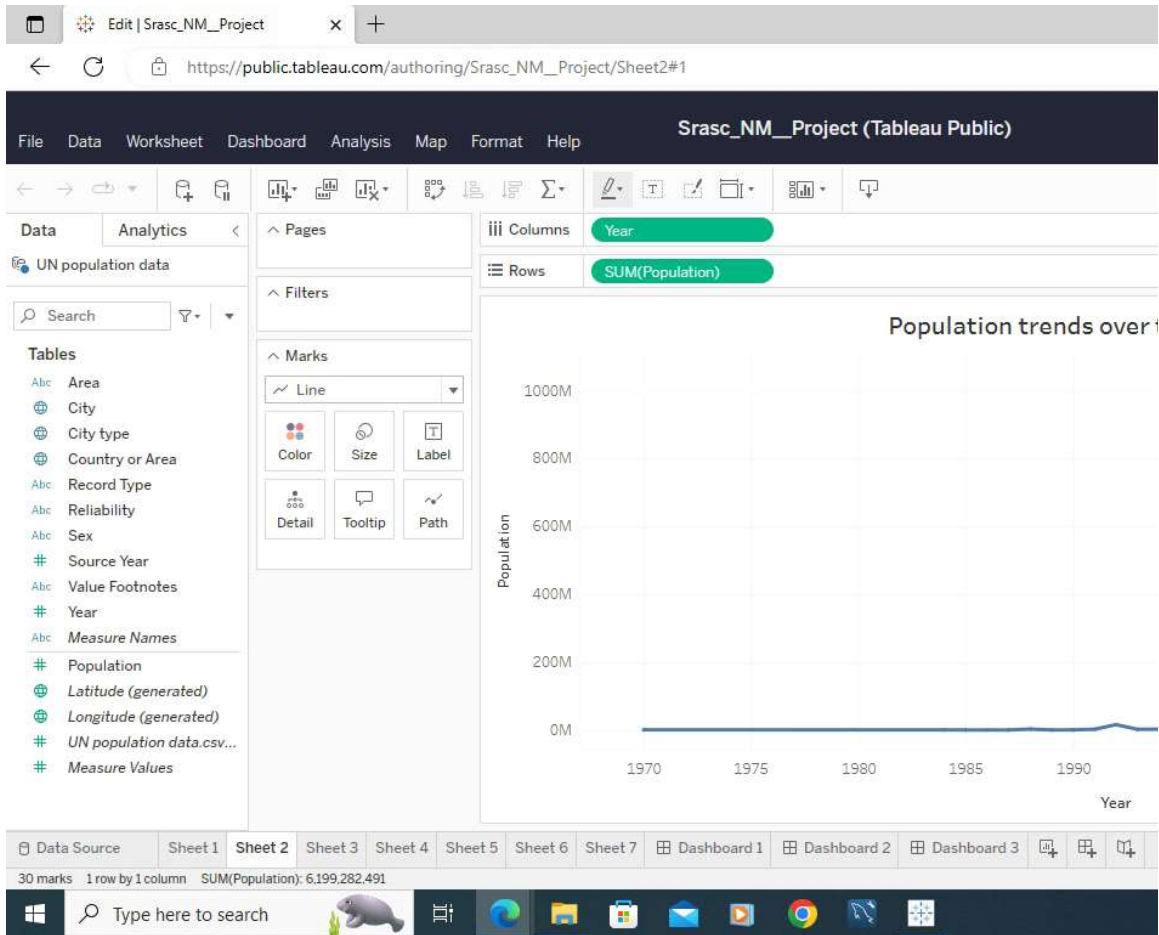 Edit | Srasc_NM__Project
https://public.tableau.com/authoring/Srasc_NM__Project/Sheet2#1
Srasc_NM__Project (Tableau Public)
File Data Worksheet Dashboard Analysis Map Format Help
Data Analytics
UN population data
Search
Tables
Abc Area
City
City type
Country or Area
Abc Record Type
Abc Reliability
Abc Sex
# Source Year
Abc Value Footnotes
# Year
Abc Measure Names
# Population
Latitude (generated)
Longitude (generated)
# UN population data.csv...
# Measure Values
Pages
Filters
Marks
Line
Color Size Label
Detail Tooltip Path
Columns Year
Rows SUM(Population)
Population trends over
1000M
800M
600M
400M
200M
0M
Population
1970 1975 1980 1985 1990
Year
Data Source Sheet 1 Sheet 2 Sheet 3 Sheet 4 Sheet 5 Sheet 6 Sheet 7 Dashboard 1 Dashboard 2 Dashboard 3
30 marks 1 row by 1 column SUM(Population): 6,199,282,491
Type here to search